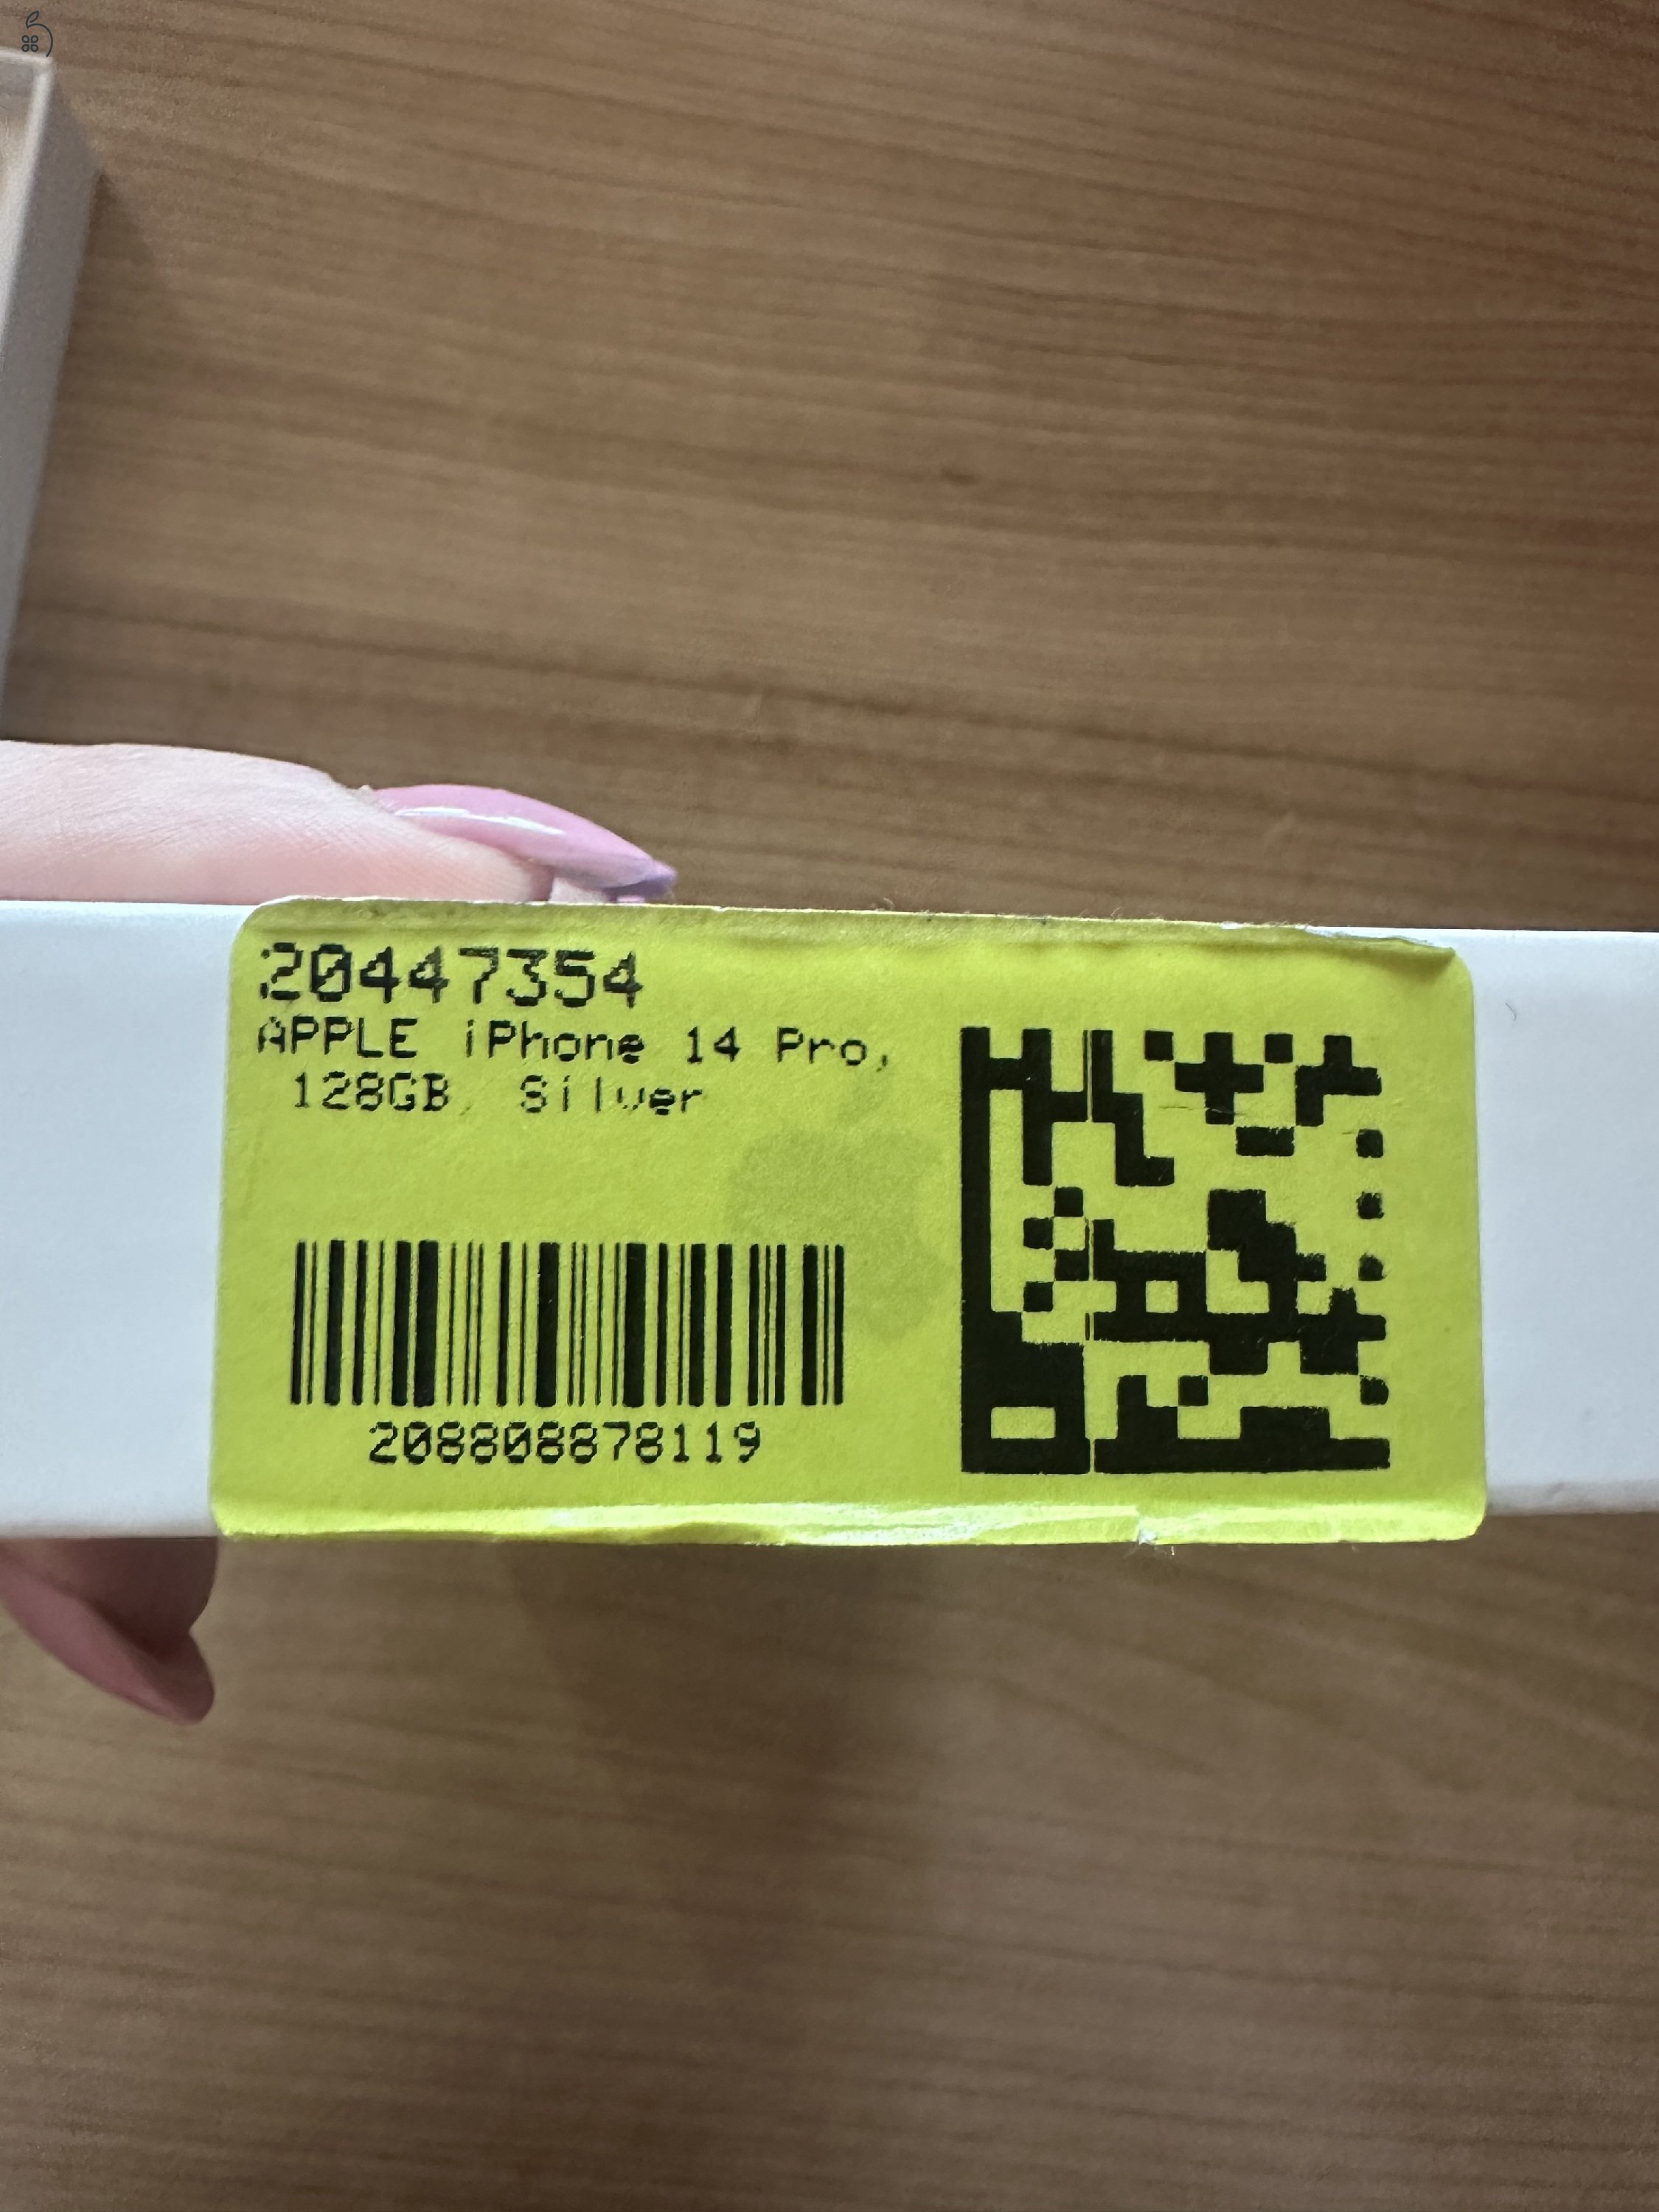 20447354
APPLE iPhone 14 Pro,
128GB, Silver
208808878119